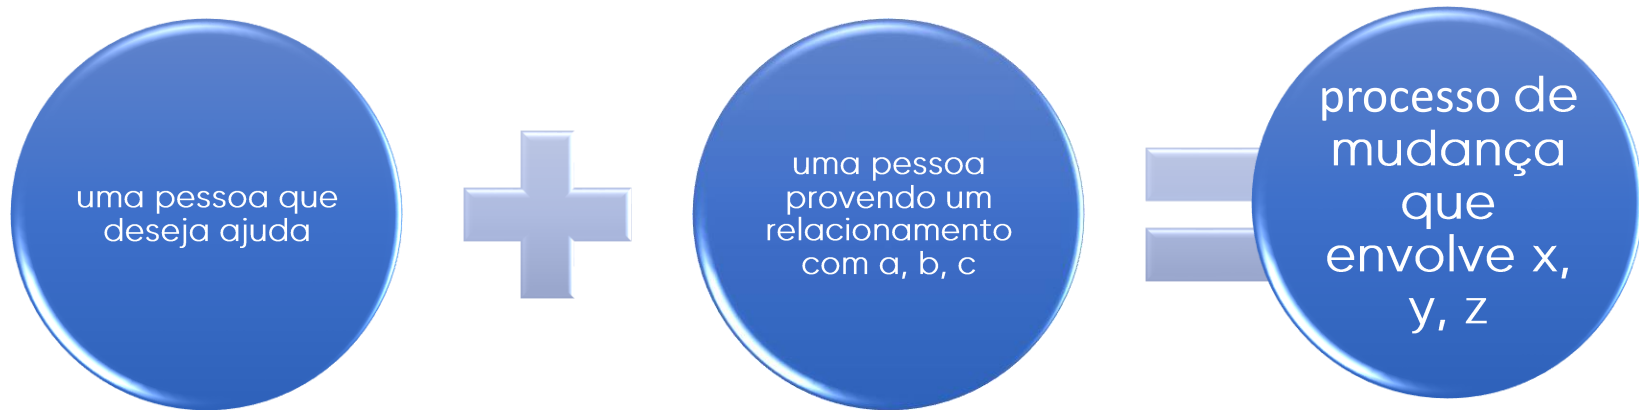 uma pessoa que
deseja ajuda
uma pessoa
provendo um
relacionamento
com a, b, c
processo de
mudança
que
envolve x,
y, z